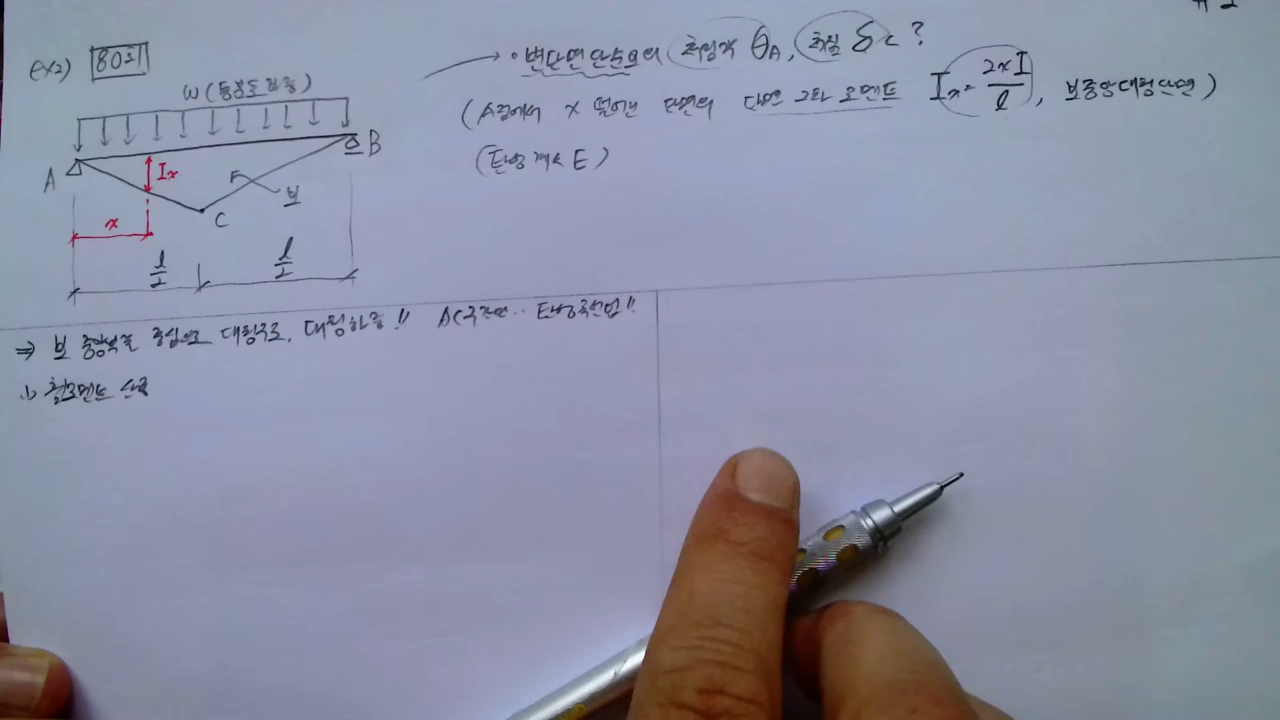 ex2) 80회
W(등분포하중)
A
B
C
Ix
x
보
l/2
l/2
변단면 단순보의 처짐각 θA, 처짐 δc?
(A점에서 x 떨어진 단면의 단면 2차 모멘트 Ix = 2xI/l, 보중앙대칭단면)
(탄성계수 E)
⇒ 보 중앙부를 중심으로 대칭구조, 대칭하중!! AC구간만.. 탄성곡선법!!
1) 휨모멘트 산정